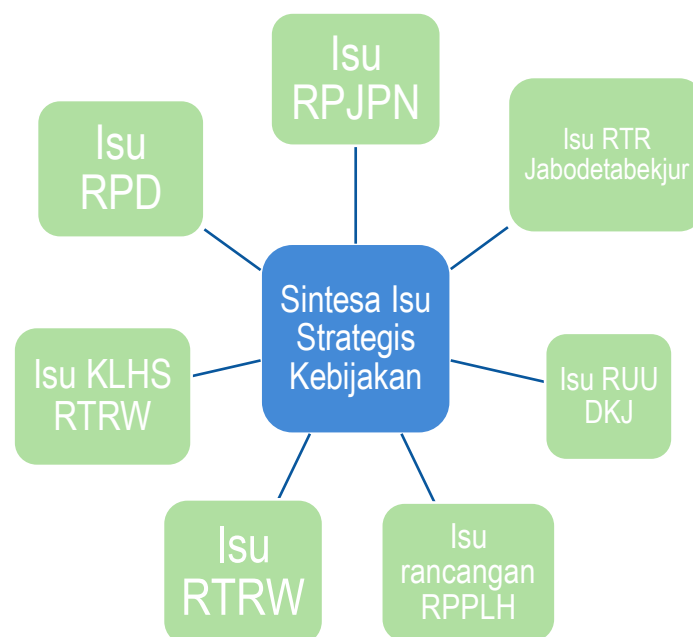 Isu
RPJPN
Isu RTR
Jabodetabekjur
Isu
RPD
Sintesa Isu
Strategis
Kebijakan
Isu KLHS
RTRW
Isu RUU
DKJ
Isu
RTRW
Isu
rancangan
RPPLH